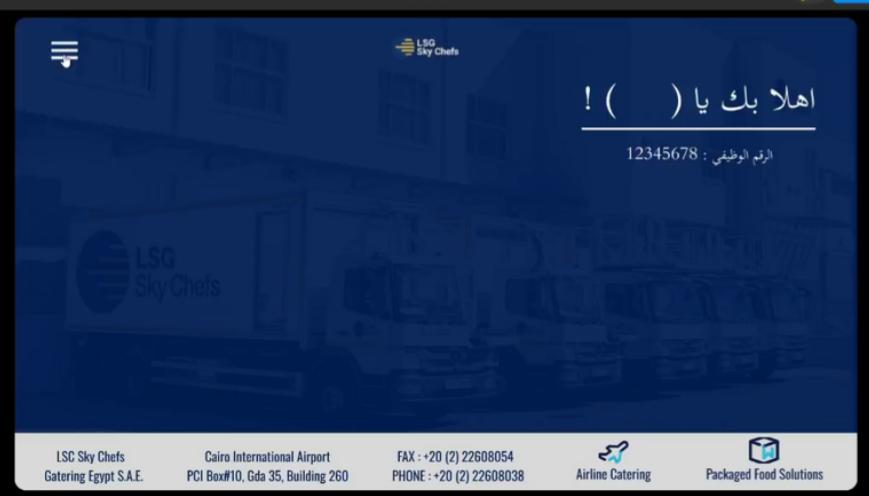 LSG
Sky Chefs
اهلا بك يا (      ) !
الرقم الوظيفي : 12345678
LSG
Sky Chefs
LSC Sky Chefs
Gatering Egypt S.A.E.
Cairo International Airport
PCI Box#10, Gda 35, Building 260
FAX : +20 (2) 22608054
PHONE : +20 (2) 22608038
Airline Catering
Packaged Food Solutions